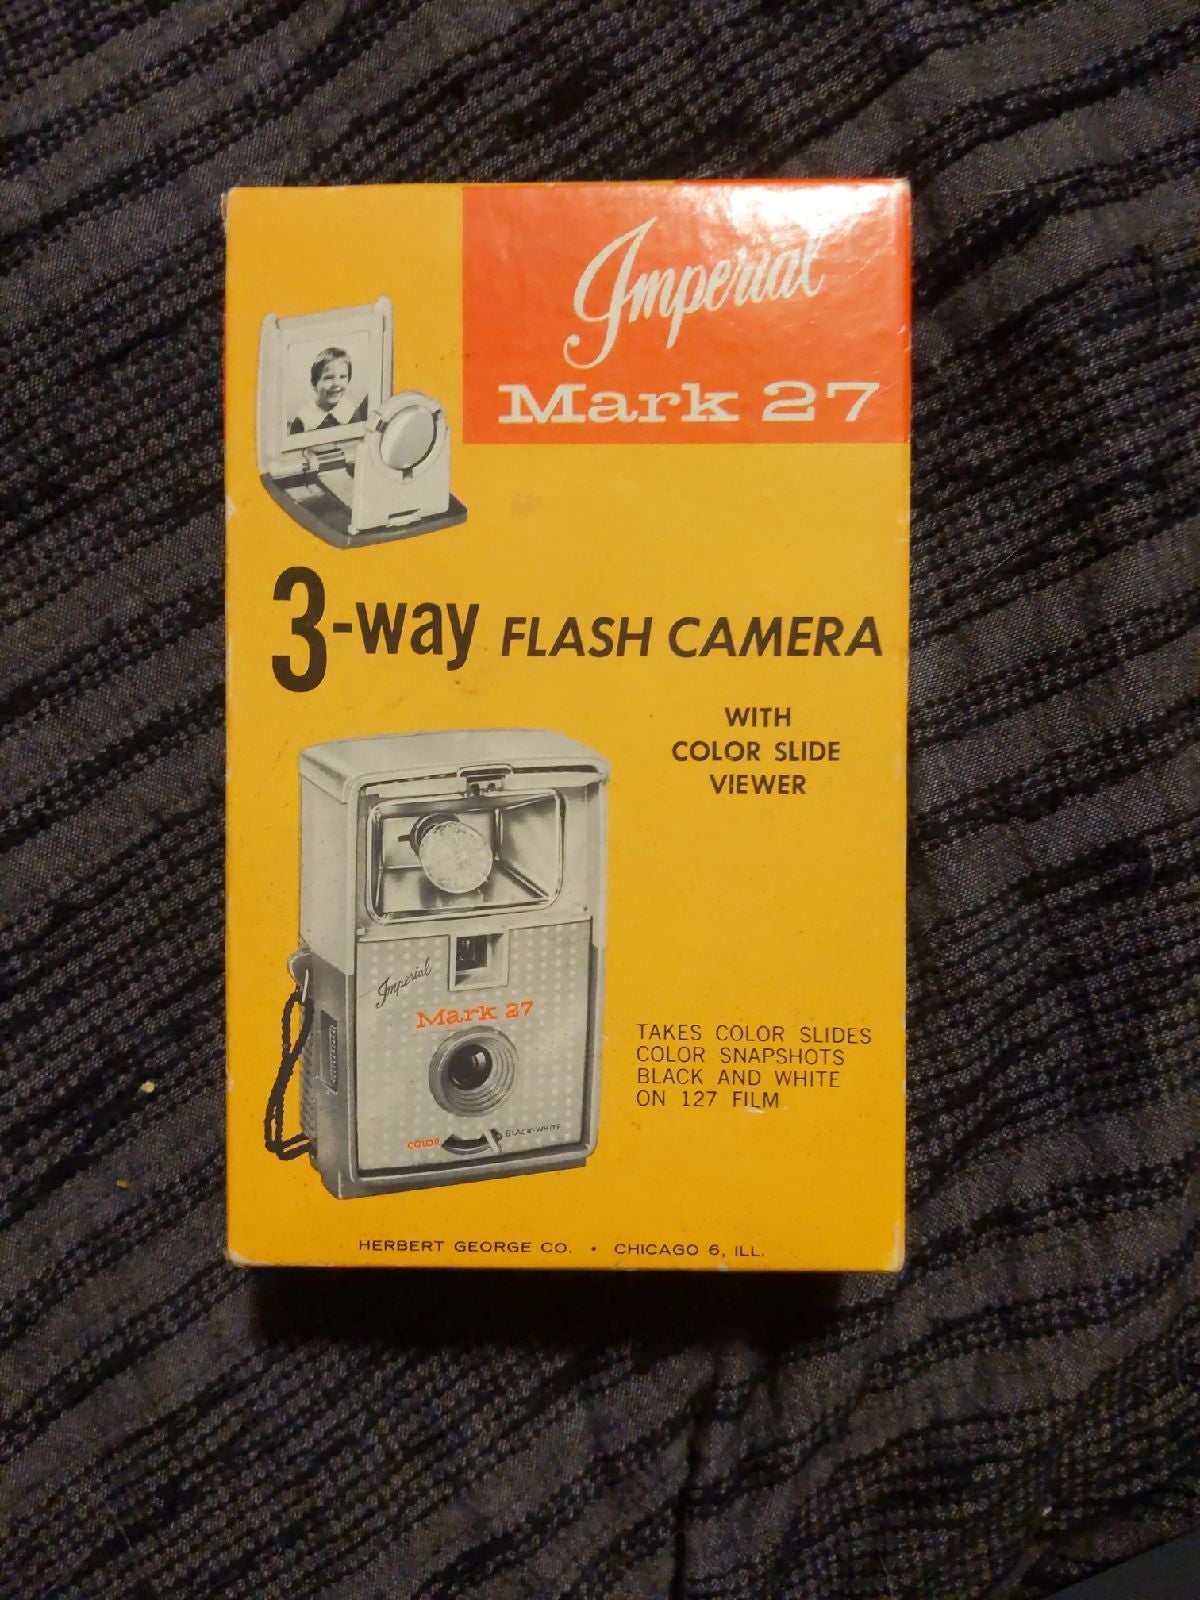 Imperial
Mark 27
3-way FLASH CAMERA
WITH
COLOR SLIDE
VIEWER
Imperial
Mark 27
COLOR
BLACK-WHITE
TAKES COLOR SLIDES
COLOR SNAPSHOTS
BLACK AND WHITE
ON 127 FILM
HERBERT GEORGE CO. • CHICAGO 6, ILL.